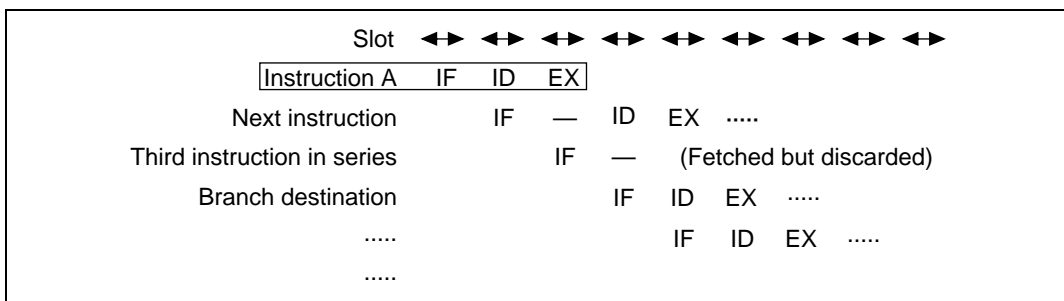 Slot
Instruction A IF ID EX
Next instruction IF — ID EX .....
Third instruction in series IF — (Fetched but discarded)
Branch destination IF ID EX .....
..... IF ID EX .....
.....